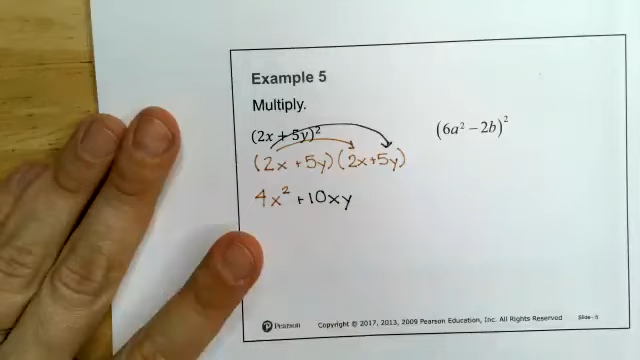 Example 5
Multiply.
(2x + 5y)²
(6a² − 2b)²
(2x + 5y)(2x+5y)
4x² +10xy
Pearson
Copyright © 2017, 2013, 2009 Pearson Education, Inc. All Rights Reserved